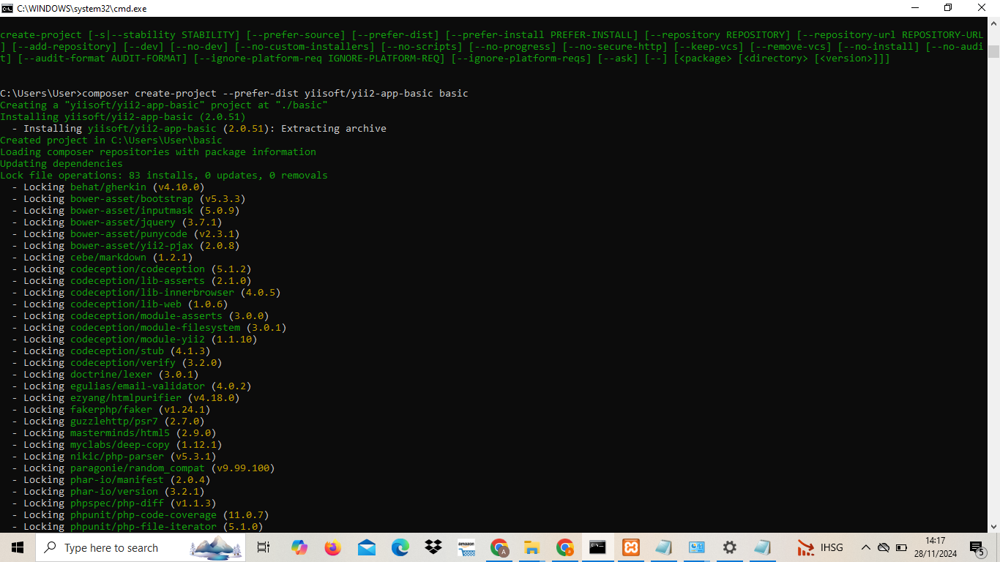 C:\WINDOWS\system32\cmd.exe
create-project [-s|--stability STABILITY] [--prefer-source] [--prefer-dist] [--prefer-install PREFER-INSTALL] [--repository REPOSITORY] [--repository-url REPOSITORY-URL
] [--add-repository] [--dev] [--no-dev] [--no-custom-installers] [--no-scripts] [--no-progress] [--no-secure-http] [--keep-vcs] [--remove-vcs] [--no-install] [--no-audi
t] [--audit-format AUDIT-FORMAT] [--ignore-platform-req IGNORE-PLATFORM-REQ] [--ignore-platform-reqs] [--ask] [--] [<package> [<directory> [<version>]]]
C:\Users\User>composer create-project --prefer-dist yiisoft/yii2-app-basic basic
Creating a "yiisoft/yii2-app-basic" project at "./basic"
Installing yiisoft/yii2-app-basic (2.0.51)
- Installing yiisoft/yii2-app-basic (2.0.51): Extracting archive
Created project in C:\Users\User\basic
Loading composer repositories with package information
Updating dependencies
Lock file operations: 83 installs, 0 updates, 0 removals
- Locking behat/gherkin (v4.10.0)
- Locking bower-asset/bootstrap (v5.3.3)
- Locking bower-asset/inputmask (5.0.9)
- Locking bower-asset/jquery (3.7.1)
- Locking bower-asset/punycode (v2.3.1)
- Locking bower-asset/yii2-pjax (2.0.8)
- Locking cebe/markdown (1.2.1)
- Locking codeception/codeception (5.1.2)
- Locking codeception/lib-asserts (2.1.0)
- Locking codeception/lib-innerbrowser (4.0.5)
- Locking codeception/lib-web (1.0.6)
- Locking codeception/module-asserts (3.0.0)
- Locking codeception/module-filesystem (3.0.1)
- Locking codeception/module-yii2 (1.1.10)
- Locking codeception/stub (4.1.3)
- Locking codeception/verify (3.2.0)
- Locking doctrine/lexer (3.0.1)
- Locking egulias/email-validator (4.0.2)
- Locking ezyang/htmlpurifier (v4.18.0)
- Locking fakerphp/faker (v1.24.1)
- Locking guzzlehttp/psr7 (2.7.0)
- Locking masterminds/html5 (2.9.0)
- Locking myclabs/deep-copy (1.12.1)
- Locking nikic/php-parser (v5.3.1)
- Locking paragonie/random_compat (v9.99.100)
- Locking phar-io/manifest (2.0.4)
- Locking phar-io/version (3.2.1)
- Locking phpspec/php-diff (v1.1.3)
- Locking phpunit/php-code-coverage (11.0.7)
- Locking phpunit/php-file-iterator (5.1.0)
Type here to search
amazon
A
IHSG
14:17
28/11/2024
5